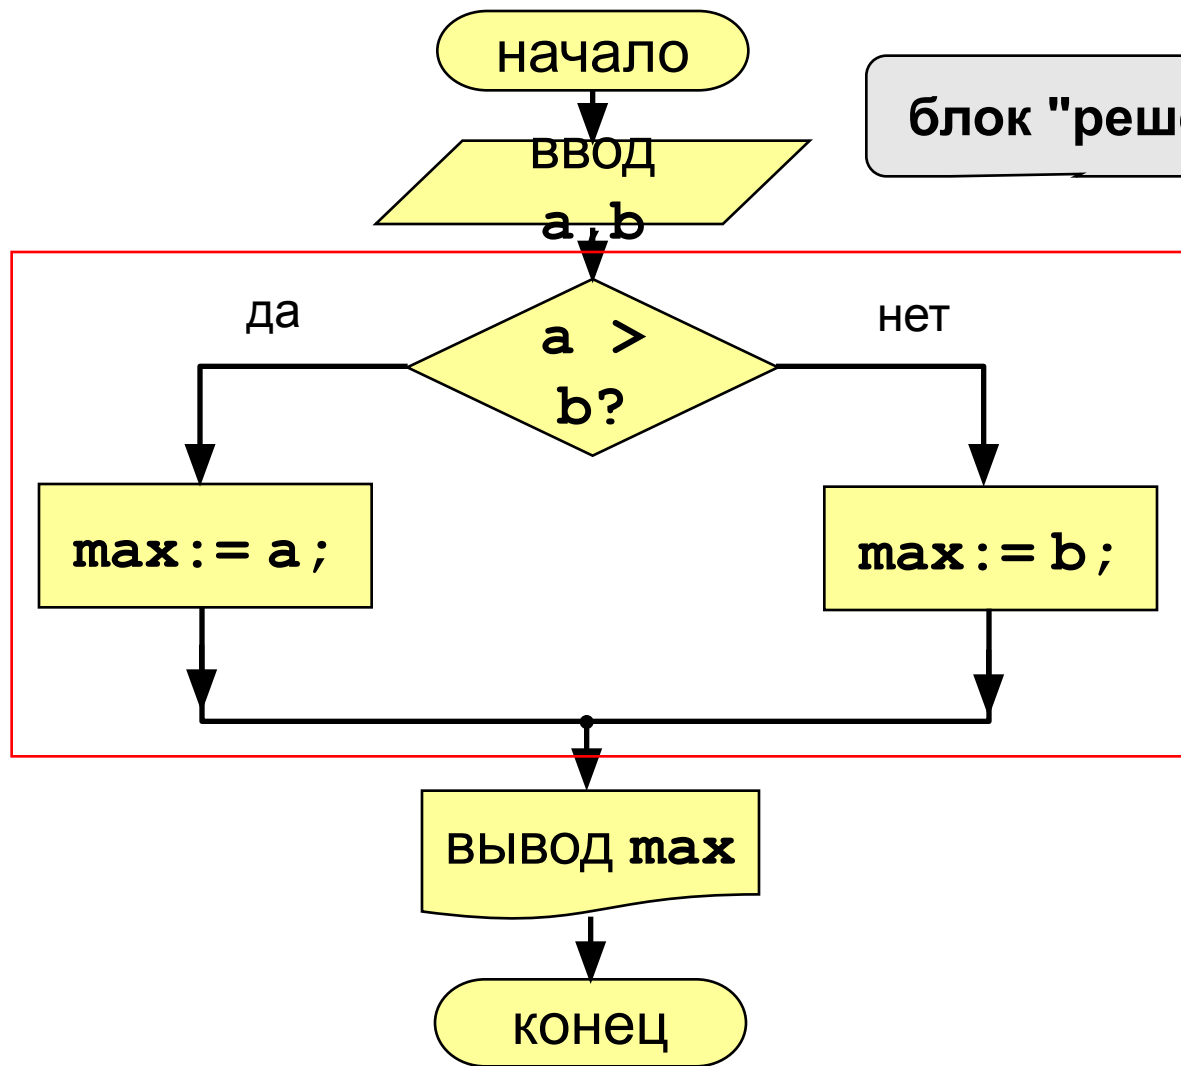 начало
блок "реш
ввод
a,b
да
нет
a >
b?
max:= a;
max:= b;
вывод max
конец